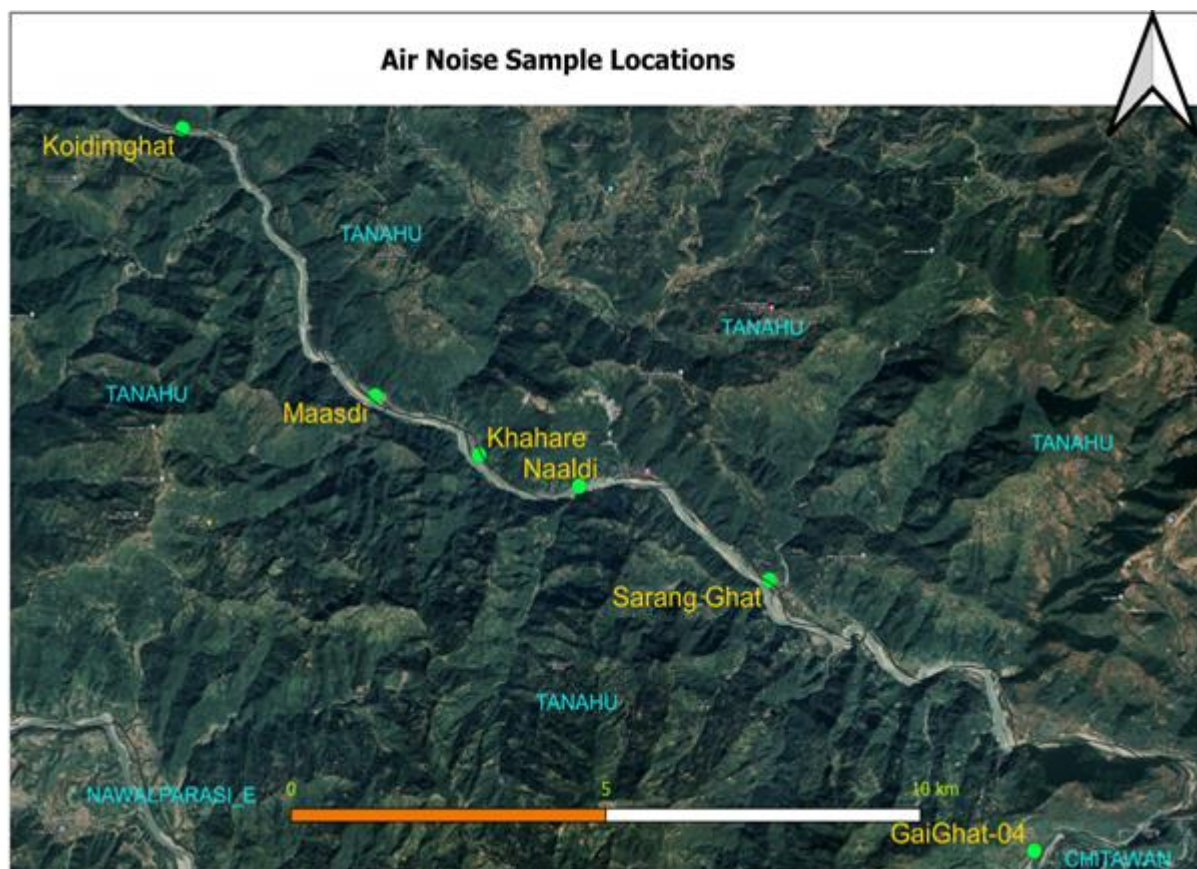 Air Noise Sample Locations
Koidimghat
TANAHU
TANAHU
TANAHU
Maasdi
Khahare
TANAHU
Naaldi
Sarang Ghat
TANAHU
0 5 10 km
NAWALPARASI_E
GaiGhat-04
CHITAWAN